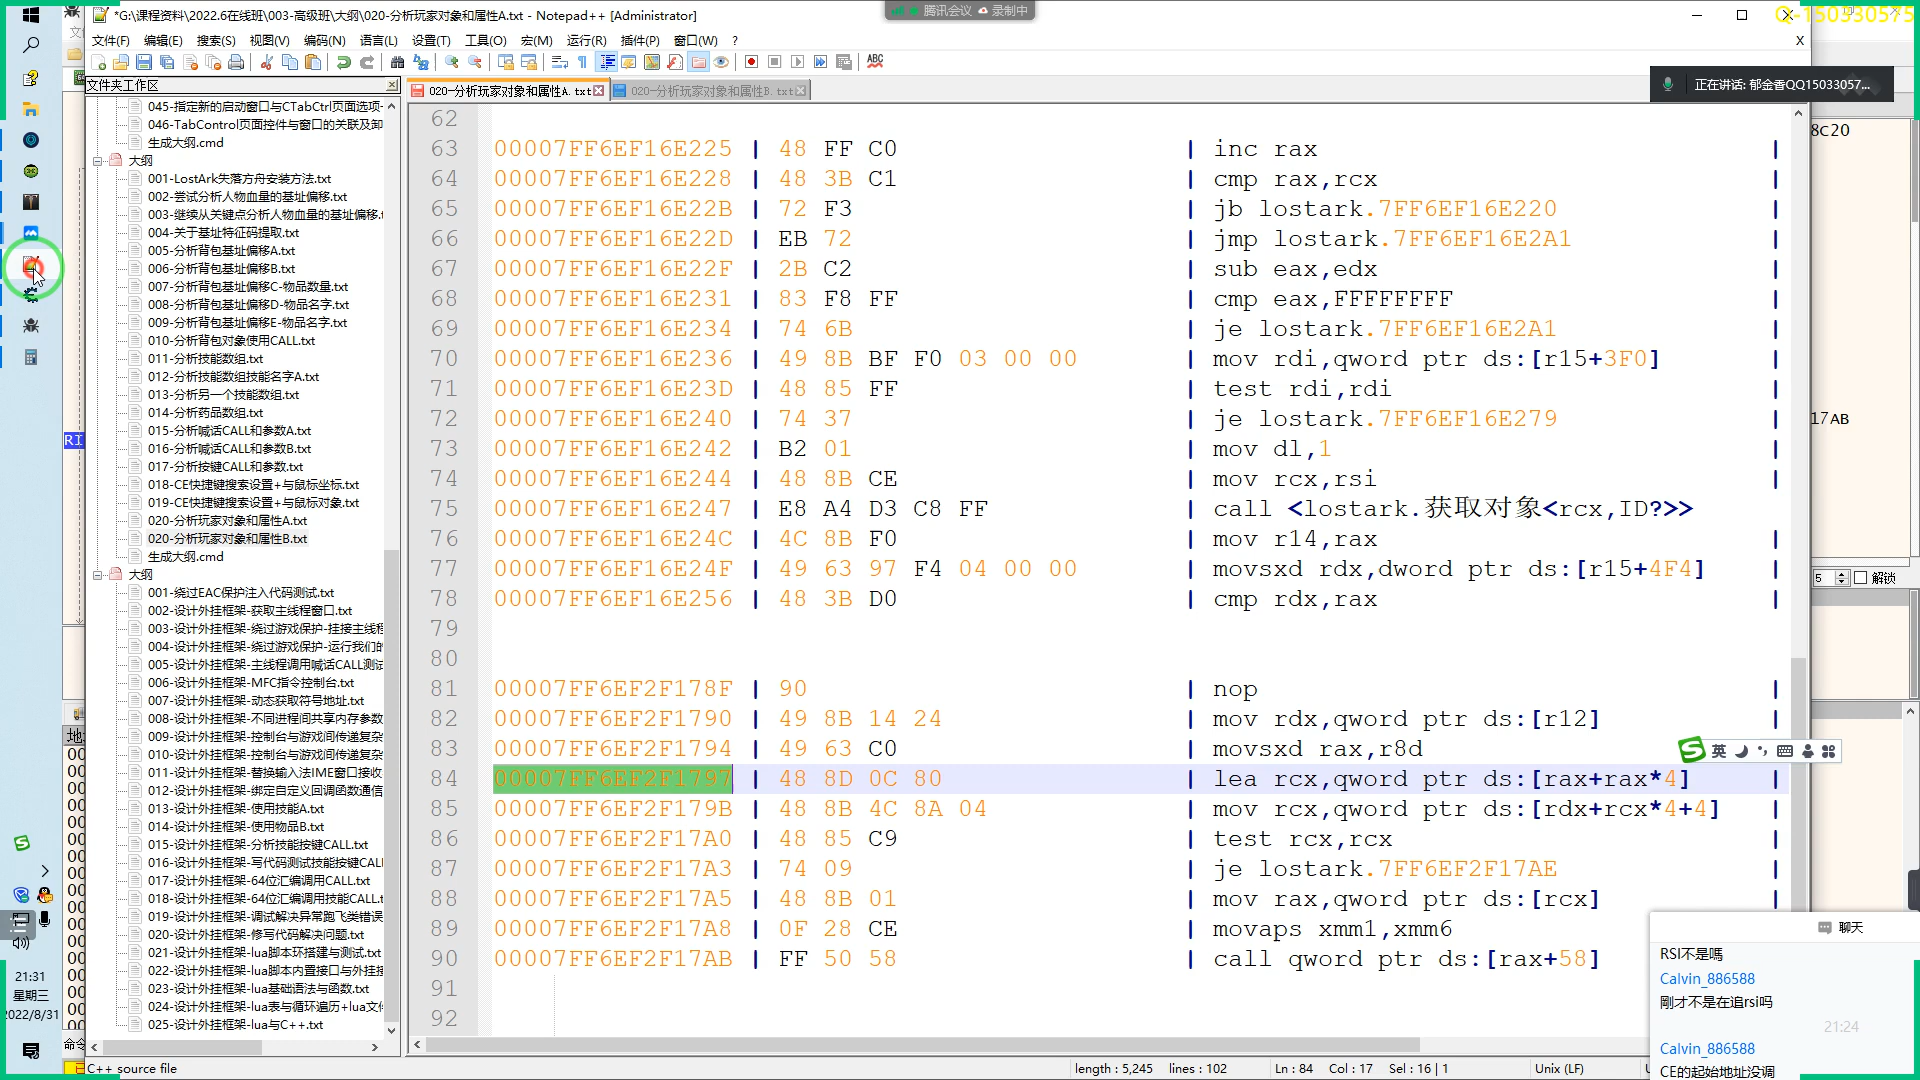 *G:\课程资料\2022.6在线班\003-高级班\大纲\020-分析玩家对象和属性A.txt - Notepad++ [Administrator]
腾讯会议 录制中
Q-150330575
文件(F) 编辑(E) 搜索(S) 视图(V) 编码(N) 语言(L) 设置(T) 工具(O) 宏(M) 运行(R) 插件(P) 窗口(W) ? X
文件夹工作区
020-分析玩家对象和属性A.txt
020-分析玩家对象和属性B.txt
正在讲话: 郁金香QQ15033057...
045-指定新的启动窗口与CTabCtrl页面选项-
046-TabControl页面控件与窗口的关联及卸
生成大纲.cmd
大纲
001-LostArk失落方舟安装方法.txt
002-尝试分析人物血量的基址偏移.txt
003-继续从关键点分析人物血量的基址偏移.t
004-关于基址特征码提取.txt
005-分析背包基址偏移A.txt
006-分析背包基址偏移B.txt
007-分析背包基址偏移C-物品数量.txt
008-分析背包基址偏移D-物品名字.txt
009-分析背包基址偏移E-物品名字.txt
010-分析背包对象使用CALL.txt
011-分析技能数组.txt
012-分析技能数组技能名字A.txt
013-分析另一个技能数组.txt
014-分析药品数组.txt
015-分析喊话CALL和参数A.txt
016-分析喊话CALL和参数B.txt
017-分析按键CALL和参数.txt
018-CE快捷键搜索设置+与鼠标坐标.txt
019-CE快捷键搜索设置+与鼠标对象.txt
020-分析玩家对象和属性A.txt
020-分析玩家对象和属性B.txt
生成大纲.cmd
大纲
001-绕过EAC保护注入代码测试.txt
002-设计外挂框架-获取主线程窗口.txt
003-设计外挂框架-绕过游戏保护-挂接主线程
004-设计外挂框架-绕过游戏保护-运行我们的
005-设计外挂框架-主线程调用喊话CALL测试
006-设计外挂框架-MFC指令控制台.txt
007-设计外挂框架-动态获取符号地址.txt
008-设计外挂框架-不同进程间共享内存参数
009-设计外挂框架-控制台与游戏间传递复杂
010-设计外挂框架-控制台与游戏间传递复杂
011-设计外挂框架-替换输入法IME窗口接收
012-设计外挂框架-绑定自定义回调函数通信
013-设计外挂框架-使用技能A.txt
014-设计外挂框架-使用物品B.txt
015-设计外挂框架-分析技能按键CALL.txt
016-设计外挂框架-写代码测试技能按键CALL
017-设计外挂框架-64位汇编调用CALL.txt
018-设计外挂框架-64位汇编调用技能CALL.t
019-设计外挂框架-调试解决异常跑飞类错误
020-设计外挂框架-修写代码解决问题.txt
021-设计外挂框架-lua脚本环搭建与测试.txt
022-设计外挂框架-lua脚本内置接口与外挂接
023-设计外挂框架-lua基础语法与函数.txt
024-设计外挂框架-lua表与循环遍历+lua文件
025-设计外挂框架-lua与C++.txt
62
63 00007FF6EF16E225 | 48 FF C0 | inc rax |
64 00007FF6EF16E228 | 48 3B C1 | cmp rax,rcx |
65 00007FF6EF16E22B | 72 F3 | jb lostark.7FF6EF16E220 |
66 00007FF6EF16E22D | EB 72 | jmp lostark.7FF6EF16E2A1 |
67 00007FF6EF16E22F | 2B C2 | sub eax,edx |
68 00007FF6EF16E231 | 83 F8 FF | cmp eax,FFFFFFFF |
69 00007FF6EF16E234 | 74 6B | je lostark.7FF6EF16E2A1 |
70 00007FF6EF16E236 | 49 8B BF F0 03 00 00 | mov rdi,qword ptr ds:[r15+3F0] |
71 00007FF6EF16E23D | 48 85 FF | test rdi,rdi |
72 00007FF6EF16E240 | 74 37 | je lostark.7FF6EF16E279 |
73 00007FF6EF16E242 | B2 01 | mov dl,1 |
74 00007FF6EF16E244 | 48 8B CE | mov rcx,rsi |
75 00007FF6EF16E247 | E8 A4 D3 C8 FF | call <lostark.获取对象<rcx,ID?>>
76 00007FF6EF16E24C | 4C 8B F0 | mov r14,rax |
77 00007FF6EF16E24F | 49 63 97 F4 04 00 00 | movsxd rdx,dword ptr ds:[r15+4F4] |
78 00007FF6EF16E256 | 48 3B D0 | cmp rdx,rax |
79
80
81 00007FF6EF2F178F | 90 | nop |
82 00007FF6EF2F1790 | 49 8B 14 24 | mov rdx,qword ptr ds:[r12] |
83 00007FF6EF2F1794 | 49 63 C0 | movsxd rax,r8d |
84 00007FF6EF2F1797 | 48 8D 0C 80 | lea rcx,qword ptr ds:[rax+rax*4] |
85 00007FF6EF2F179B | 48 8B 4C 8A 04 | mov rcx,qword ptr ds:[rdx+rcx*4+4] |
86 00007FF6EF2F17A0 | 48 85 C9 | test rcx,rcx |
87 00007FF6EF2F17A3 | 74 09 | je lostark.7FF6EF2F17AE |
88 00007FF6EF2F17A5 | 48 8B 01 | mov rax,qword ptr ds:[rcx] |
89 00007FF6EF2F17A8 | 0F 28 CE | movaps xmm1,xmm6 |
90 00007FF6EF2F17AB | FF 50 58 | call qword ptr ds:[rax+58] |
91
92
8C20
17AB
5 解锁
英
RI
地
命令
聊天
RSI不是嗎
Calvin_886588
剛才不是在追rsi吗
21:24
Calvin_886588
CE的起始地址没调
21:31
星期三
2022/8/31
C++ source file length : 5,245 lines : 102 Ln : 84 Col : 17 Sel : 16 | 1 Unix (LF)